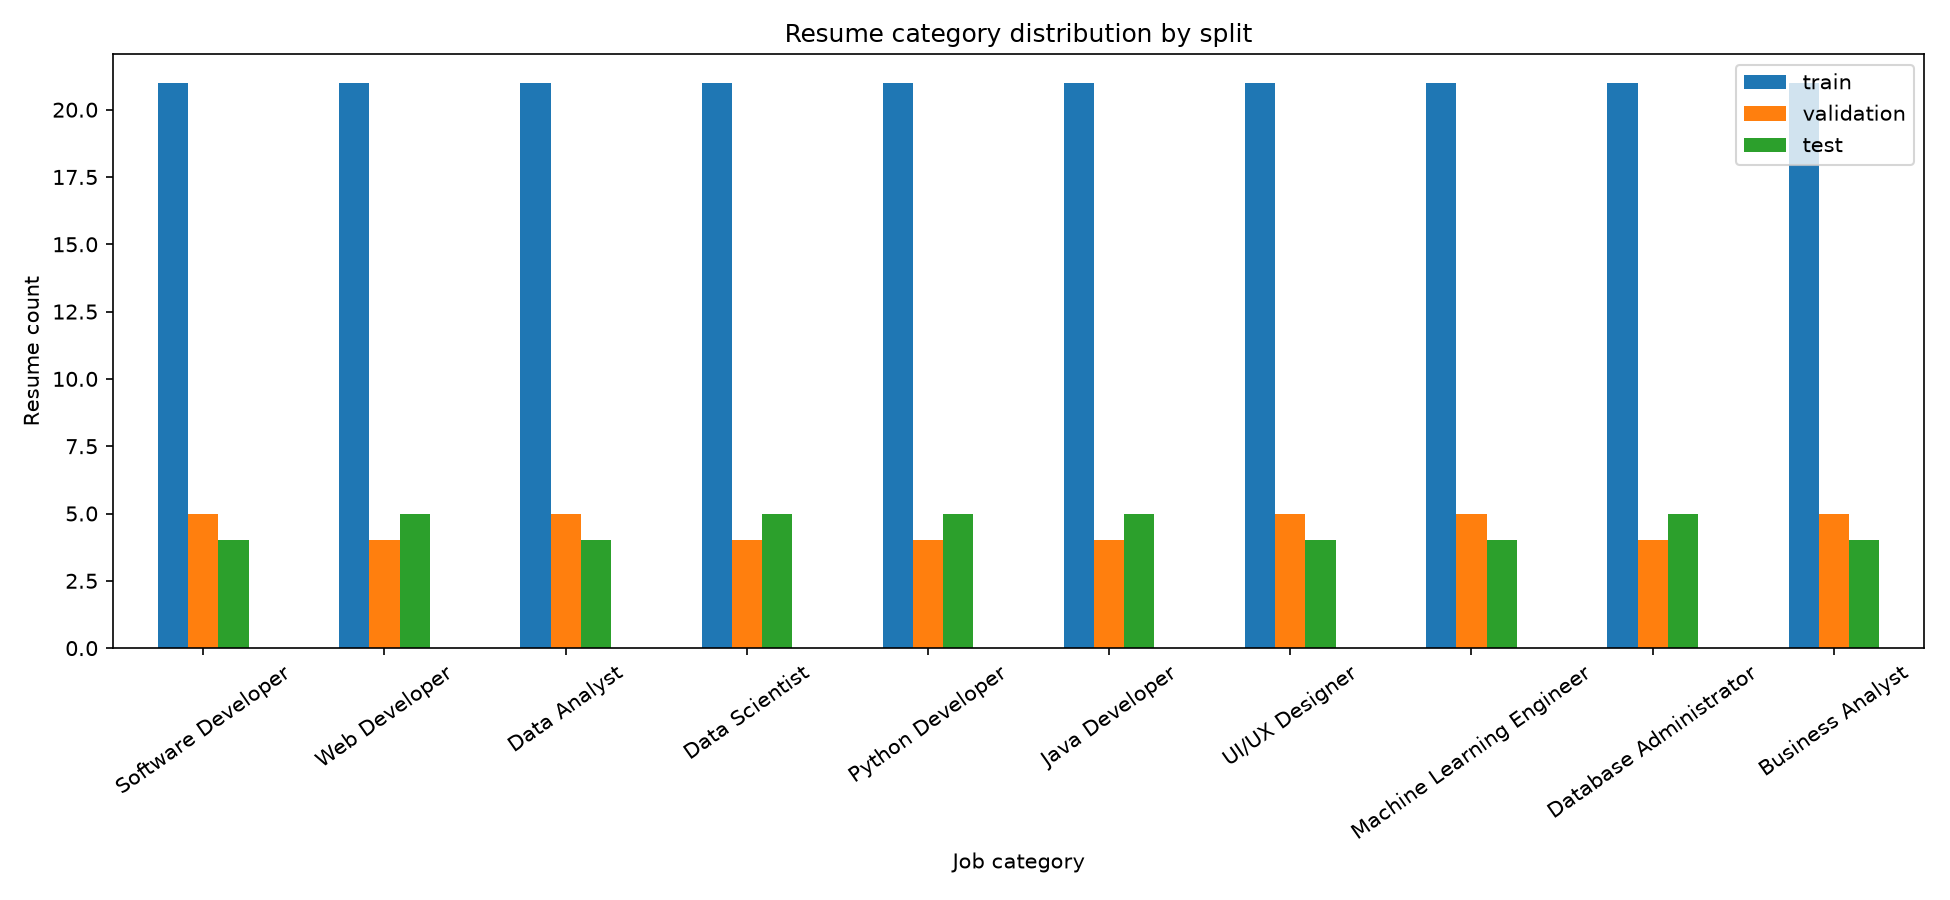 Resume category distribution by split
train
validation
test
Resume count
20.0
17.5
15.0
12.5
10.0
7.5
5.0
2.5
0.0
Software Developer
Web Developer
Data Analyst
Data Scientist
Python Developer
Java Developer
UI/UX Designer
Machine Learning Engineer
Database Administrator
Business Analyst
Job category